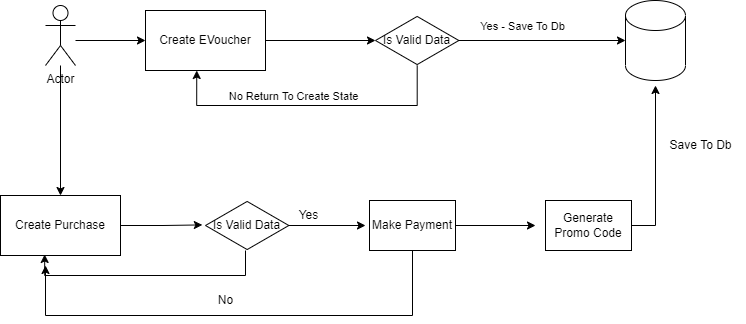 Create EVoucher
Is Valid Data
Yes - Save To Db
Actor
No Return To Create State
Save To Db
Create Purchase
Is Valid Data
Yes
Make Payment
Generate
Promo Code
No